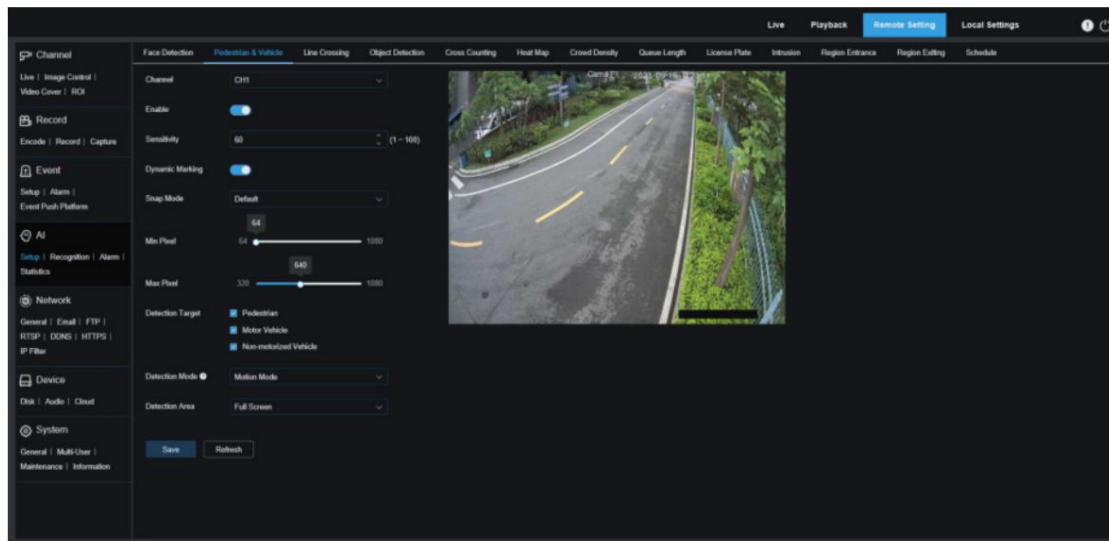 Live Playback Remote Setting Local Settings
Channel
Live | Image Control |
Video Cover | ROI
Record
Encode | Record | Capture
Event
Setup | Alarm |
Event Push Platform
AI
Setup | Recognition | Alarm |
Statistics
Network
General | Email | FTP |
RTSP | DDNS | HTTPS |
IP Filter
Device
Disk | Audio | Cloud
System
General | Multi-User |
Maintenance | Information
Face Detection Pedestrian & Vehicle Line Crossing Object Detection Cross Counting Heat Map Crowd Density Queue Length License Plate Intrusion Region Entrance Region Exiting Schedule
Channel CH1
Enable
Sensitivity 60 (1 ~ 100)
Dynamic Marking
Snap Mode Default
64
Min Pixel 64 1080
640
Max Pixel 320 1080
Detection Target Pedestrian
Motor Vehicle
Non-motorized Vehicle
Detection Mode Motion Mode
Detection Area Full Screen
Save Refresh